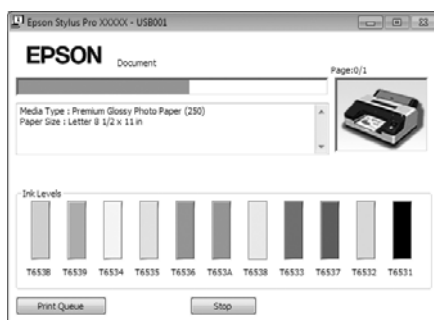 Epson Stylus Pro XXXXX - USB001
EPSON
Document
Page:0/1
Media Type : Premium Glossy Photo Paper (250)
Paper Size : Letter 8 1/2 x 11 in
Ink Levels
T653B T6539 T6534 T6535 T6536 T653A T6538 T6533 T6537 T6532 T6531
Print Queue Stop